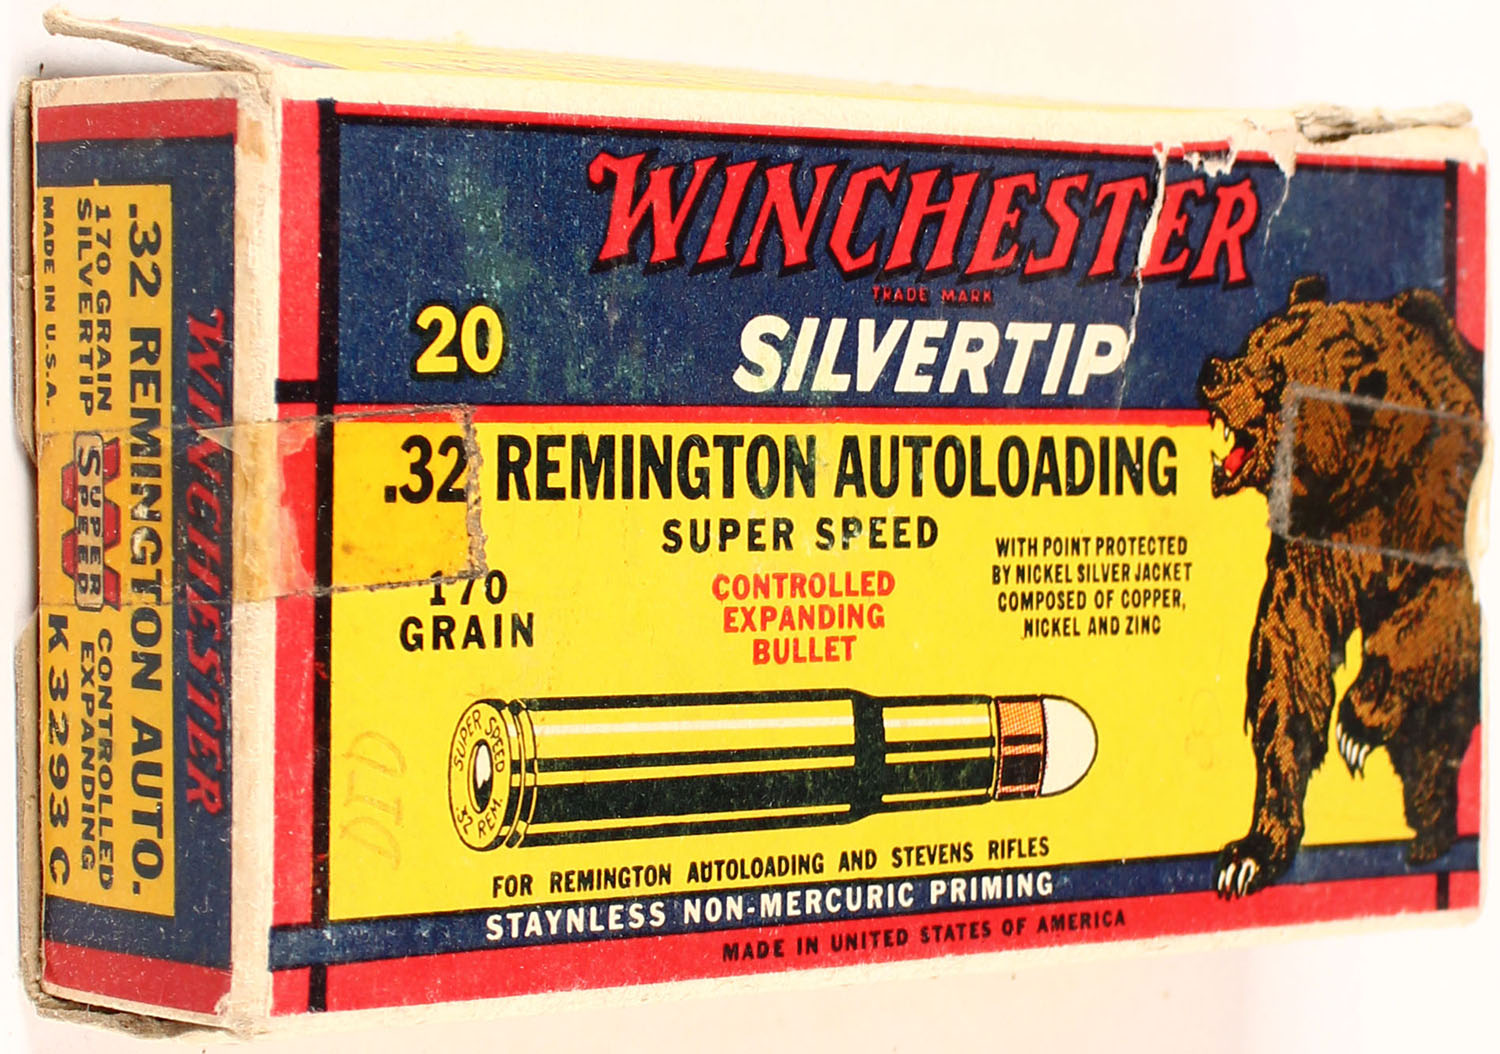 WINCHESTER
TRADE MARK
SILVERTIP
20
.32 REMINGTON AUTOLOADING
SUPER SPEED
170
GRAIN
CONTROLLED
EXPANDING
BULLET
WITH POINT PROTECTED
BY NICKEL SILVER JACKET
COMPOSED OF COPPER,
NICKEL AND ZINC
SUPER SPEED
.32 REM.
FOR REMINGTON AUTOLOADING AND STEVENS RIFLES
STAYNLESS NON-MERCURIC PRIMING
MADE IN UNITED STATES OF AMERICA
WINCHESTER
.32 REMINGTON AUTO.
170 GRAIN
SILVERTIP
W
SUPER
SPEED
CONTROLLED
EXPANDING
MADE IN U.S.A.
K 3293 C